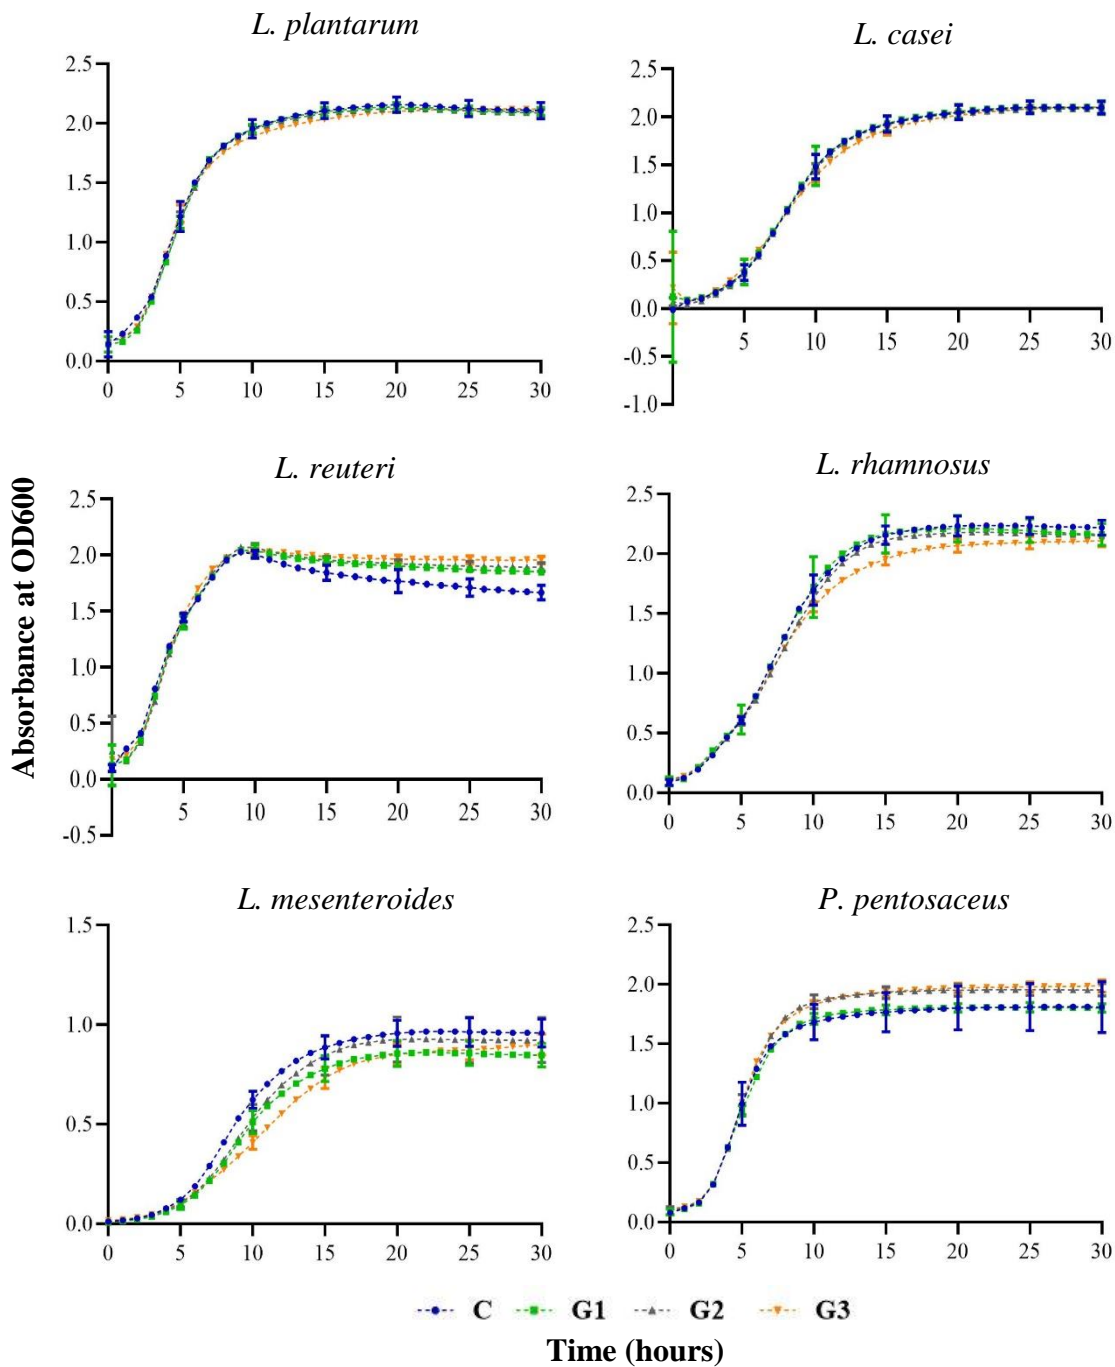 L. plantarum
2.5
2.0
1.5
1.0
0.5
0.0
0 5 10 15 20 25 30
L. casei
2.5
2.0
1.5
1.0
0.5
0.0
-0.5
-1.0
5 10 15 20 25 30
Absorbance at OD600
L. reuteri
2.5
2.0
1.5
1.0
0.5
0.0
-0.5
5 10 15 20 25 30
L. rhamnosus
2.5
2.0
1.5
1.0
0.5
0.0
0 5 10 15 20 25 30
L. mesenteroides
1.5
1.0
0.5
0.0
0 5 10 15 20 25 30
P. pentosaceus
2.5
2.0
1.5
1.0
0.5
0.0
0 5 10 15 20 25 30
C G1 G2 G3
Time (hours)